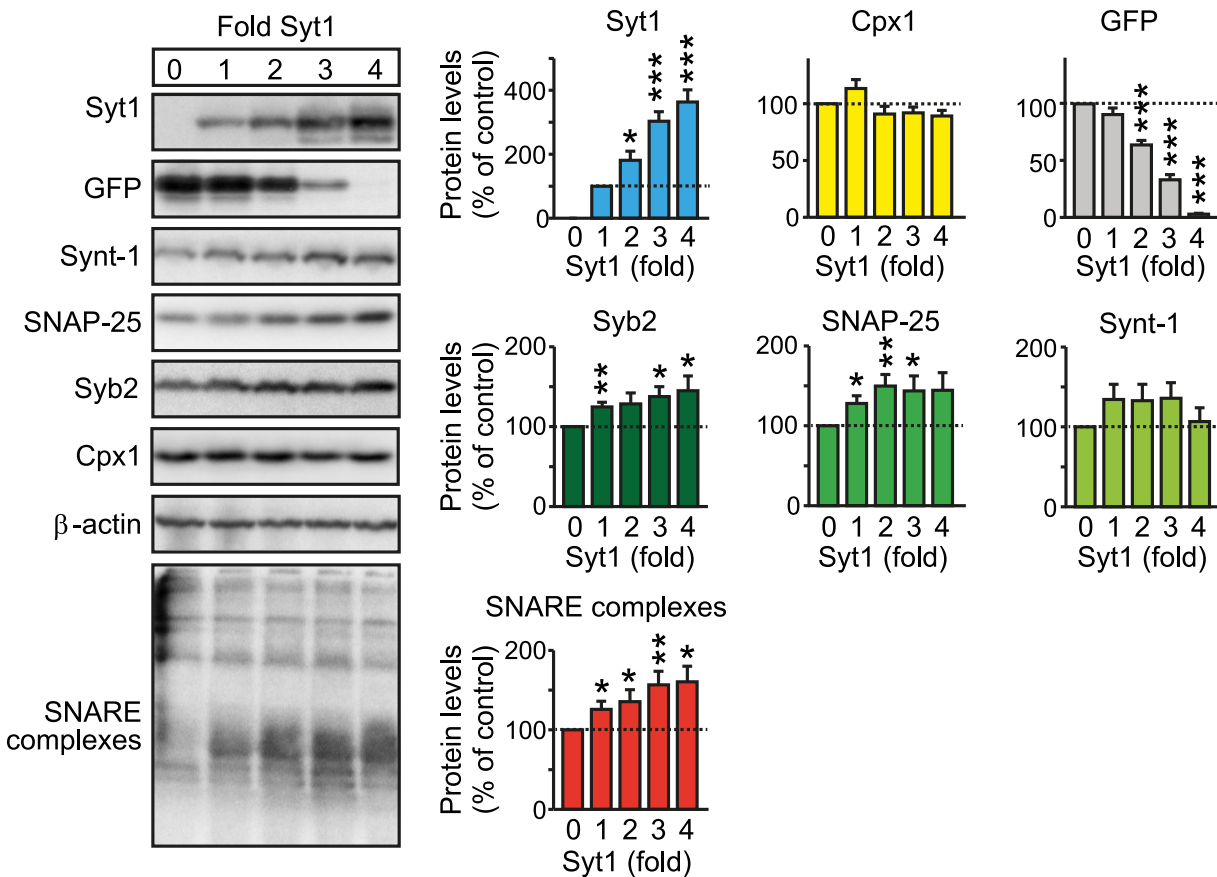 Fold Syt1
0 1 2 3 4
Syt1
GFP
Synt-1
SNAP-25
Syb2
Cpx1
β-actin
SNARE
complexes
Syt1
Protein levels
(% of control)
400
200
0
*
***
***
0 1 2 3 4
Syt1 (fold)
Cpx1
100
50
0
0 1 2 3 4
Syt1 (fold)
GFP
100
50
0
***
***
***
0 1 2 3 4
Syt1 (fold)
Syb2
Protein levels
(% of control)
200
100
0
**
*
*
0 1 2 3 4
Syt1 (fold)
SNAP-25
200
100
0
*
**
*
0 1 2 3 4
Syt1 (fold)
Synt-1
200
100
0
0 1 2 3 4
Syt1 (fold)
SNARE complexes
Protein levels
(% of control)
200
100
0
*
*
**
*
0 1 2 3 4
Syt1 (fold)